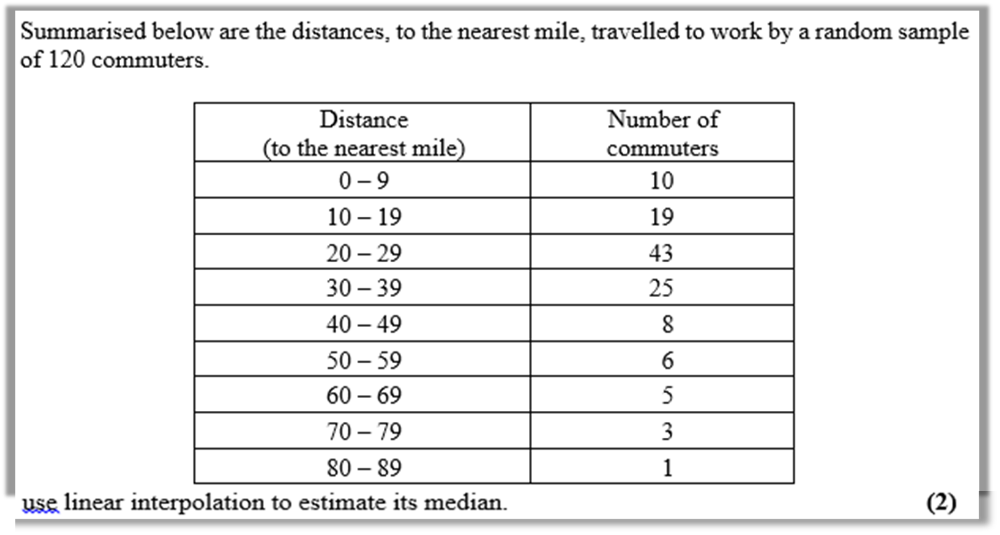 Summarised below are the distances, to the nearest mile, travelled to work by a random sample
of 120 commuters.
Distance
(to the nearest mile)
Number of
commuters
0 – 9 10
10 – 19 19
20 – 29 43
30 – 39 25
40 – 49 8
50 – 59 6
60 – 69 5
70 – 79 3
80 – 89 1
use linear interpolation to estimate its median. (2)